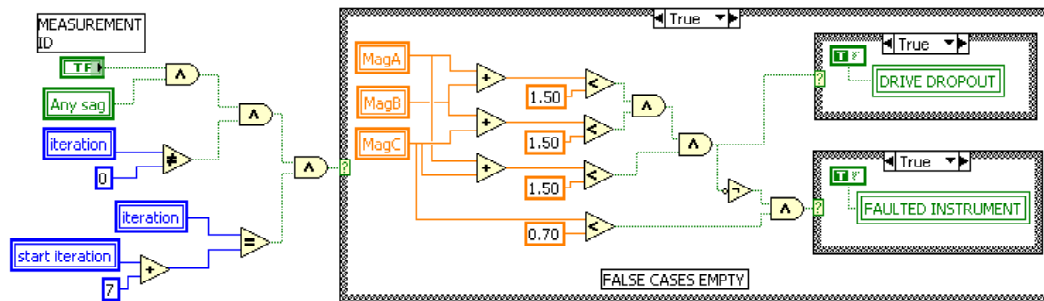 MEASUREMENT
ID
TF
Any sag
iteration
0
≠
iteration
start iteration
7
+
=
True
MagA
MagB
MagC
+
+
+
1.50
1.50
1.50
0.70
<
<
<
<
True
T F
DRIVE DROPOUT
True
T F
FAULTED INSTRUMENT
FALSE CASES EMPTY